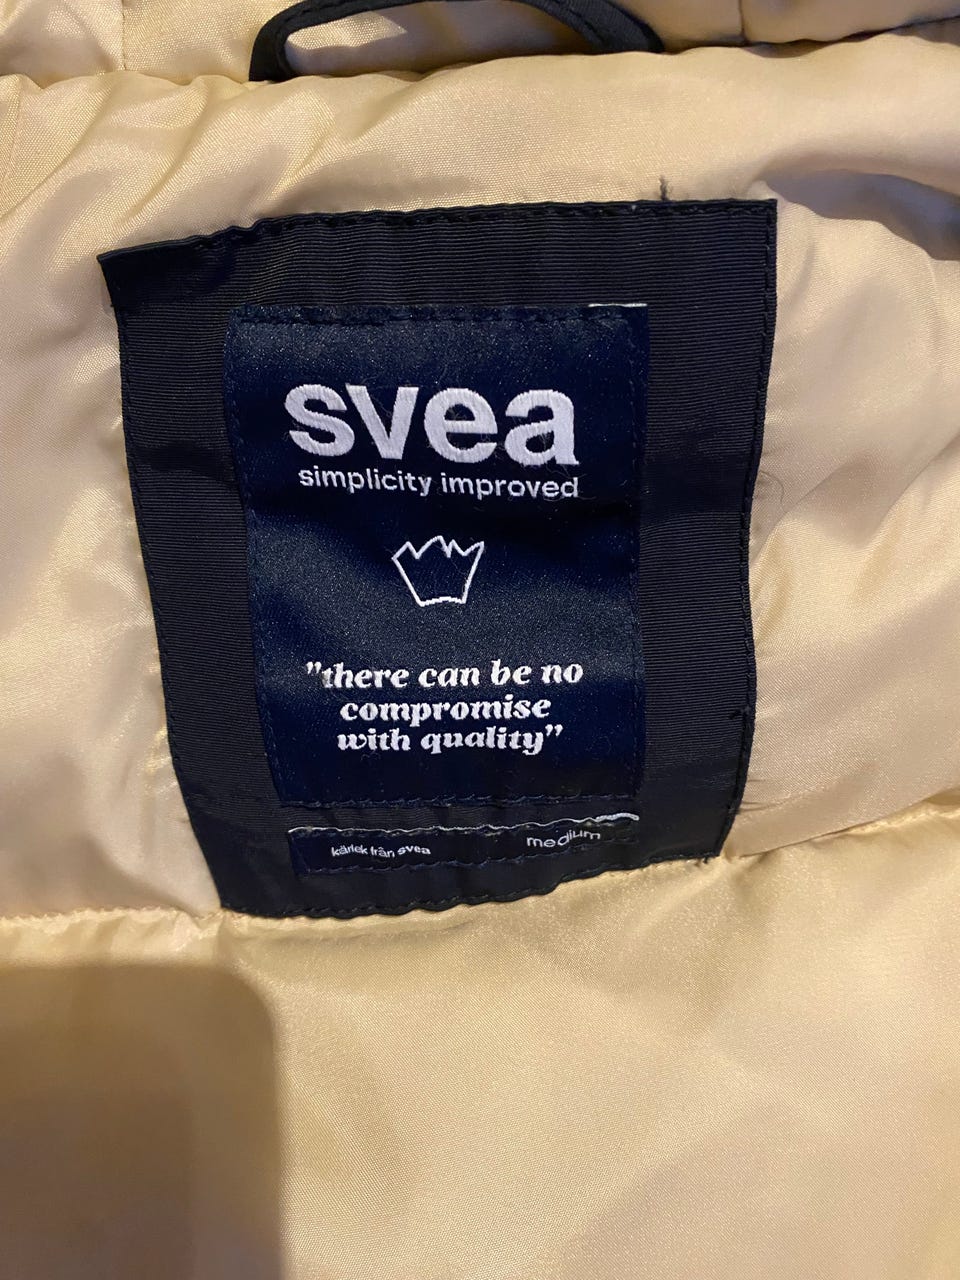 svea
simplicity improved
"there can be no
compromise
with quality"
kärlek från svea
medium